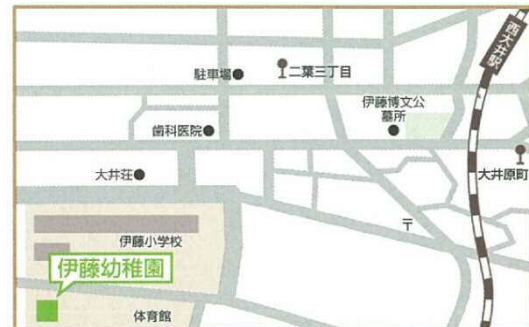 西大井駅
二葉三丁目
駐車場
伊藤博文公
墓所
歯科医院
大井原町
大井荘
〒
伊藤小学校
伊藤幼稚園
体育館